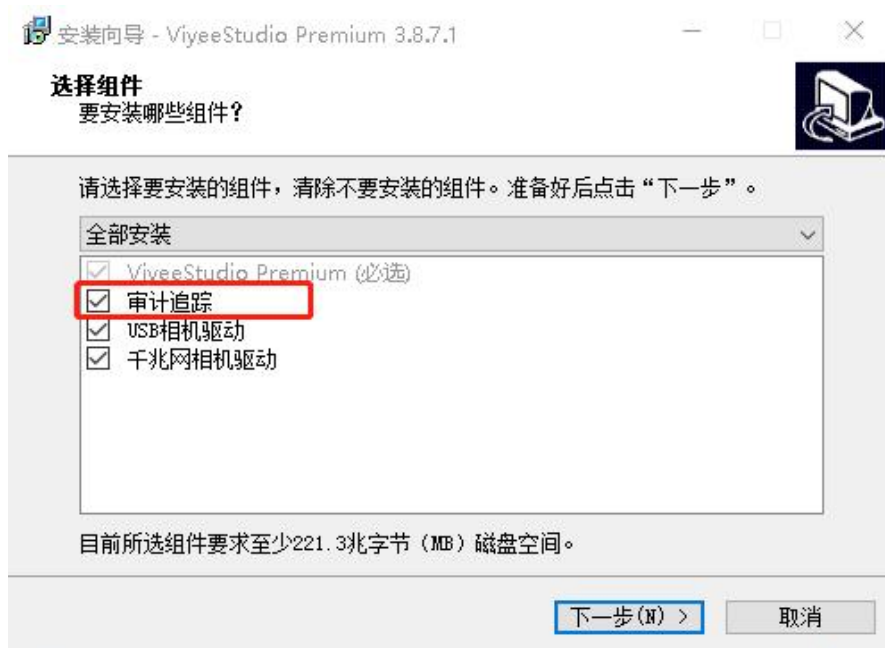 安装向导 - ViyeeStudio Premium 3.8.7.1
选择组件
要安装哪些组件？
请选择要安装的组件，清除不要安装的组件。准备好后点击“下一步”。
全部安装
ViyeeStudio Premium (必选)
审计追踪
USB相机驱动
千兆网相机驱动
目前所选组件要求至少221.3兆字节（MB）磁盘空间。
下一步(N) >
取消